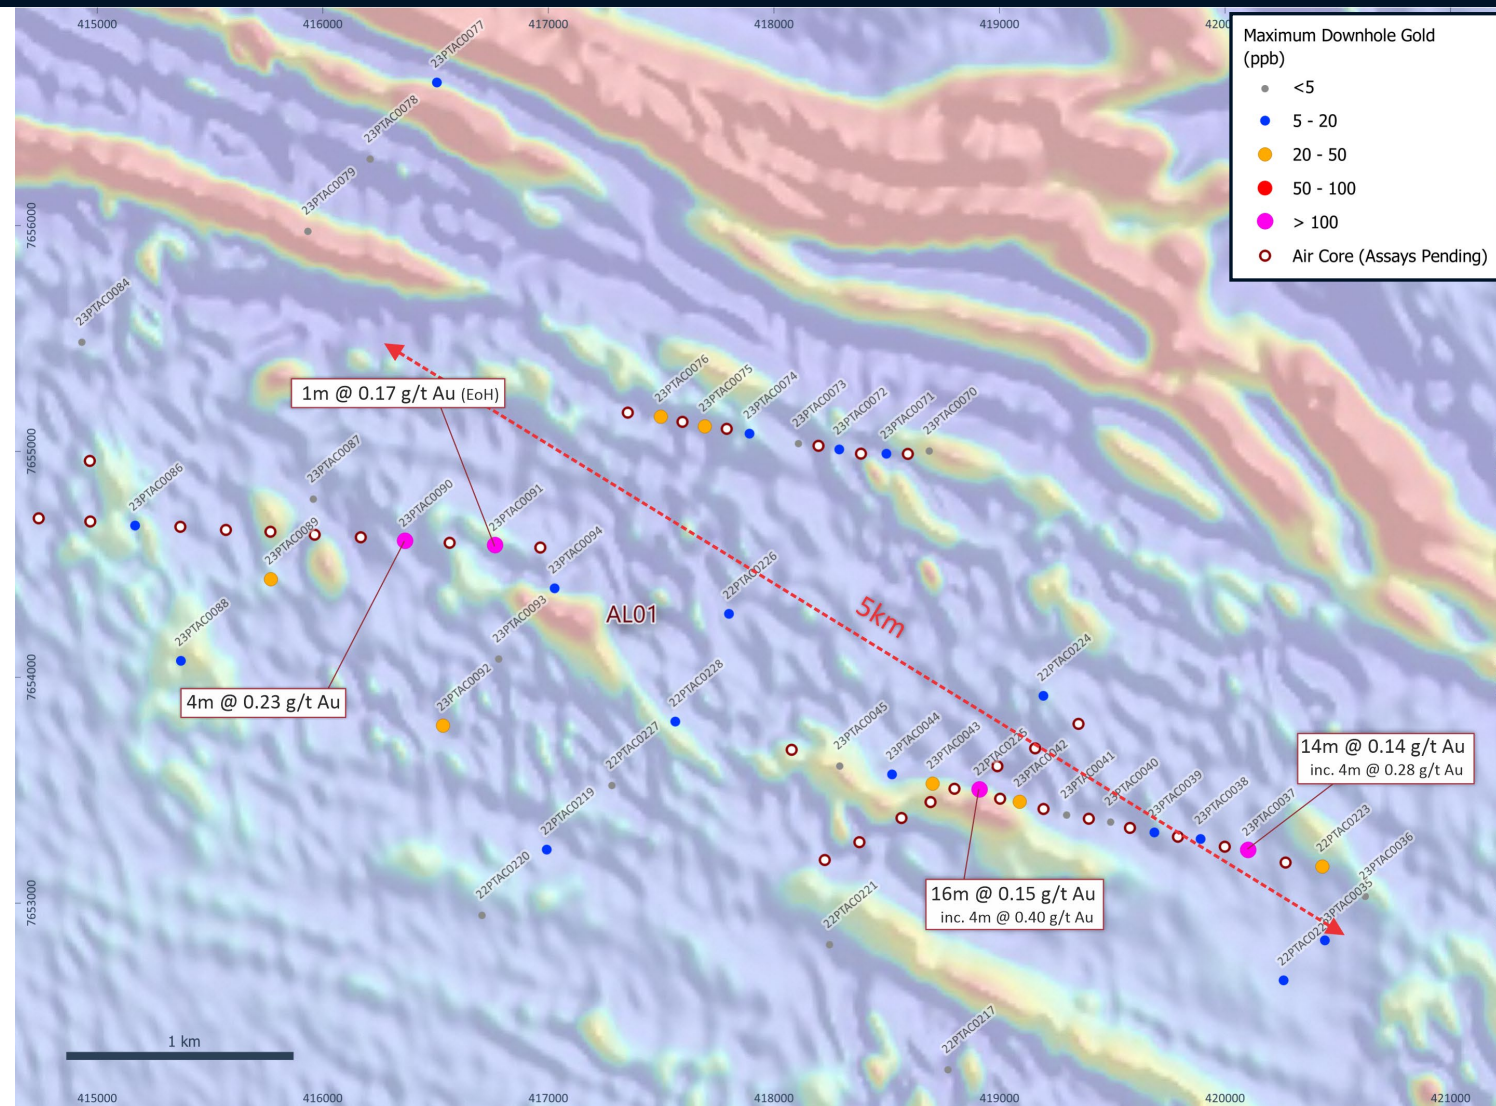 415000
416000
417000
418000
419000
420
Maximum Downhole Gold
(ppb)
<5
5 - 20
20 - 50
50 - 100
> 100
Air Core (Assays Pending)
23PTAC0077
23PTAC0078
23PTAC0079
7656000
23PTAC0084
1m @ 0.17 g/t Au (EoH)
23PTAC0076
23PTAC0075
23PTAC0074
23PTAC0073
23PTAC0072
23PTAC0071
23PTAC0070
7655000
23PTAC0086
23PTAC0087
23PTAC0089
23PTAC0090
23PTAC0091
23PTAC0094
22PTAC0226
23PTAC0088
23PTAC0093
AL01
5km
7654000
4m @ 0.23 g/t Au
23PTAC0092
22PTAC0228
22PTAC0224
22PTAC0227
23PTAC0045
23PTAC0044
23PTAC0043
22PTAC0225
23PTAC0042
23PTAC0041
23PTAC0040
23PTAC0039
23PTAC0038
23PTAC0037
14m @ 0.14 g/t Au
inc. 4m @ 0.28 g/t Au
22PTAC0223
23PTAC0036
23PTAC0035
22PTAC0219
22PTAC0220
7653000
16m @ 0.15 g/t Au
inc. 4m @ 0.40 g/t Au
22PTAC0221
22PTAC0217
1 km
415000
416000
417000
418000
419000
420000
421000